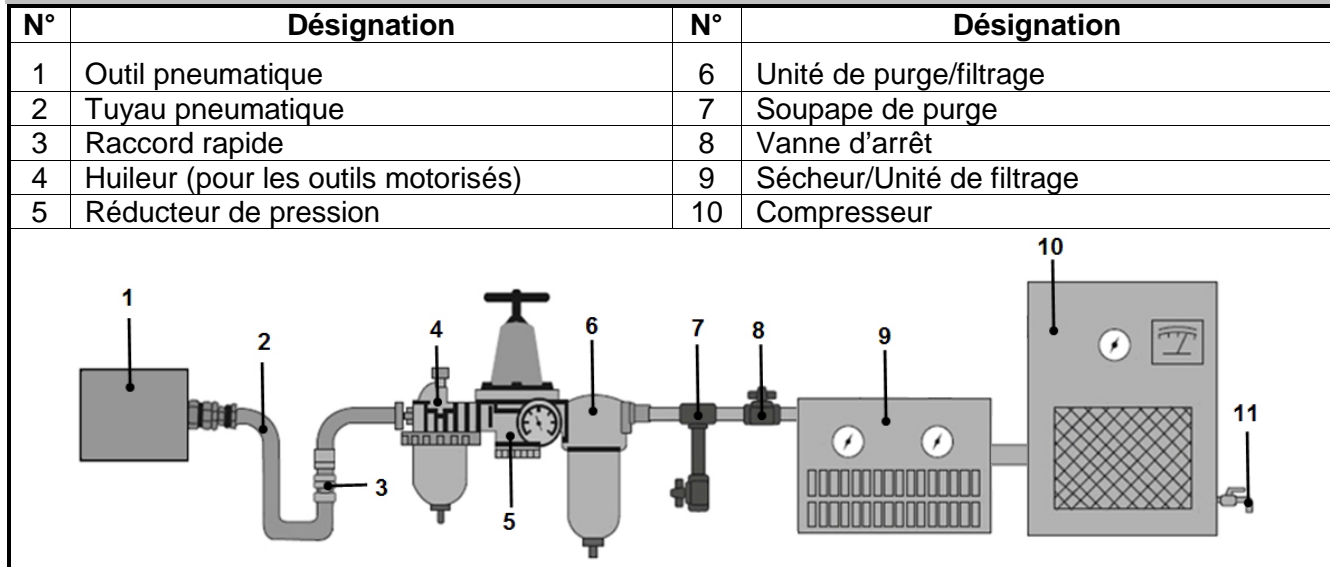 N° Désignation N° Désignation
1 Outil pneumatique 6 Unité de purge/filtrage
2 Tuyau pneumatique 7 Soupape de purge
3 Raccord rapide 8 Vanne d'arrêt
4 Huileur (pour les outils motorisés) 9 Sécheur/Unité de filtrage
5 Réducteur de pression 10 Compresseur
10
1
2
4
6
7
8
9
11
3
5